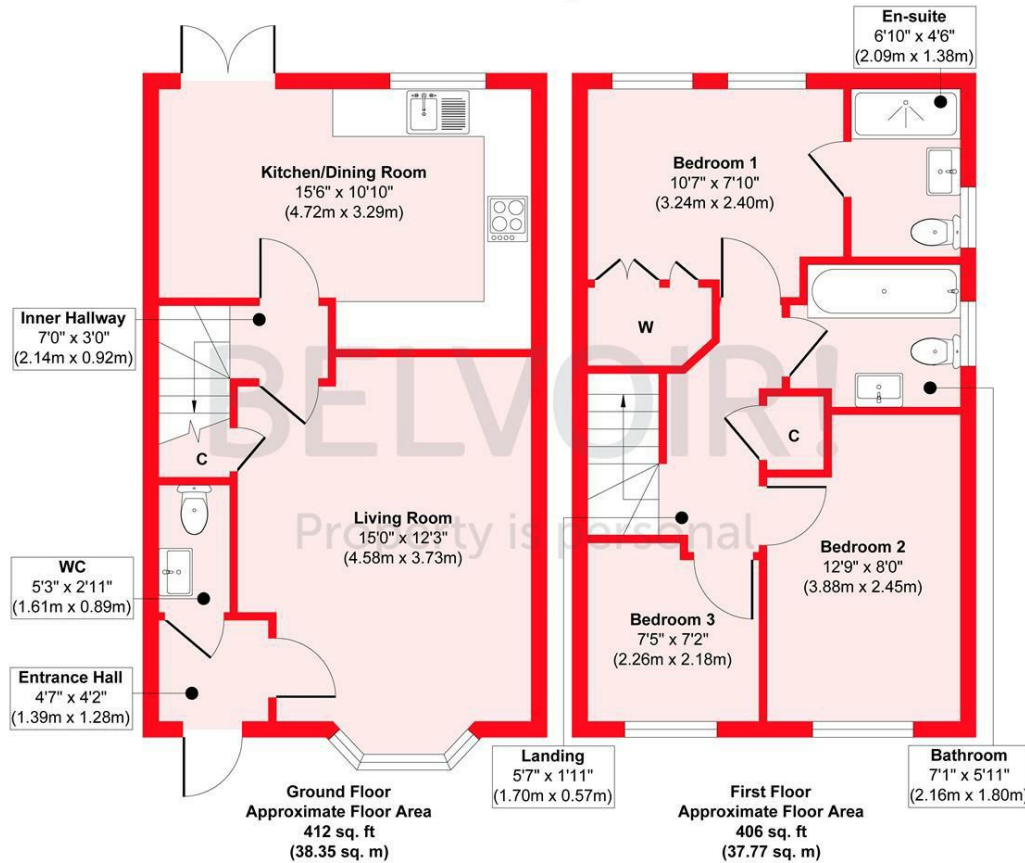 En-suite
6'10" x 4'6"
(2.09m x 1.38m)
Kitchen/Dining Room
15'6" x 10'10"
(4.72m x 3.29m)
Bedroom 1
10'7" x 7'10"
(3.24m x 2.40m)
Inner Hallway
7'0" x 3'0"
(2.14m x 0.92m)
W
BELVOIR!
C
C
Living Room
15'0" x 12'3"
(4.58m x 3.73m)
Property is personal
WC
5'3" x 2'11"
(1.61m x 0.89m)
Bedroom 2
12'9" x 8'0"
(3.88m x 2.45m)
Bedroom 3
7'5" x 7'2"
(2.26m x 2.18m)
Entrance Hall
4'7" x 4'2"
(1.39m x 1.28m)
Landing
5'7" x 1'11"
(1.70m x 0.57m)
Bathroom
7'1" x 5'11"
(2.16m x 1.80m)
Ground Floor
Approximate Floor Area
412 sq. ft
(38.35 sq. m)
First Floor
Approximate Floor Area
406 sq. ft
(37.77 sq. m)